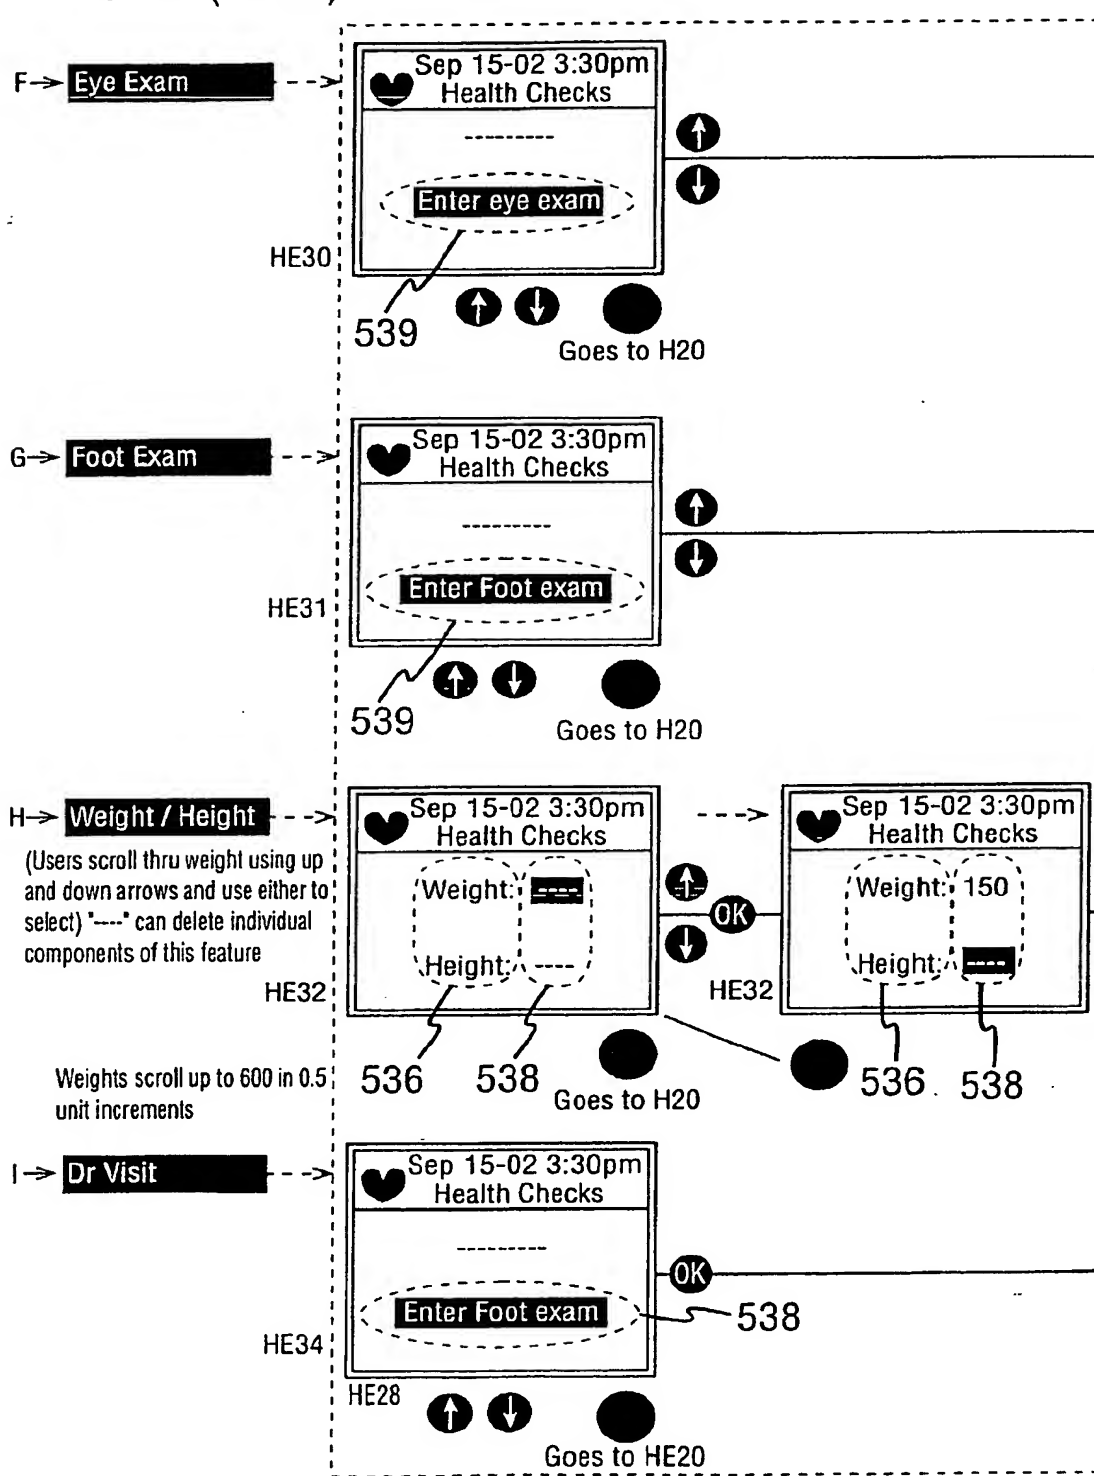 F→ Eye Exam
Sep 15-02 3:30pm
Health Checks
---------
Enter eye exam
HE30
539
Goes to H20
G→ Foot Exam
Sep 15-02 3:30pm
Health Checks
---------
Enter Foot exam
HE31
539
Goes to H20
H→ Weight / Height
(Users scroll thru weight using up
and down arrows and use either to
select) "----" can delete individual
components of this feature
Sep 15-02 3:30pm
Health Checks
Weight: ----
Height: ----
HE32
OK
536
538
Goes to H20
Sep 15-02 3:30pm
Health Checks
Weight: 150
Height: ----
HE32
536
538
Weights scroll up to 600 in 0.5
unit increments
I→ Dr Visit
Sep 15-02 3:30pm
Health Checks
---------
Enter Foot exam
OK
538
HE34
HE28
Goes to HE20